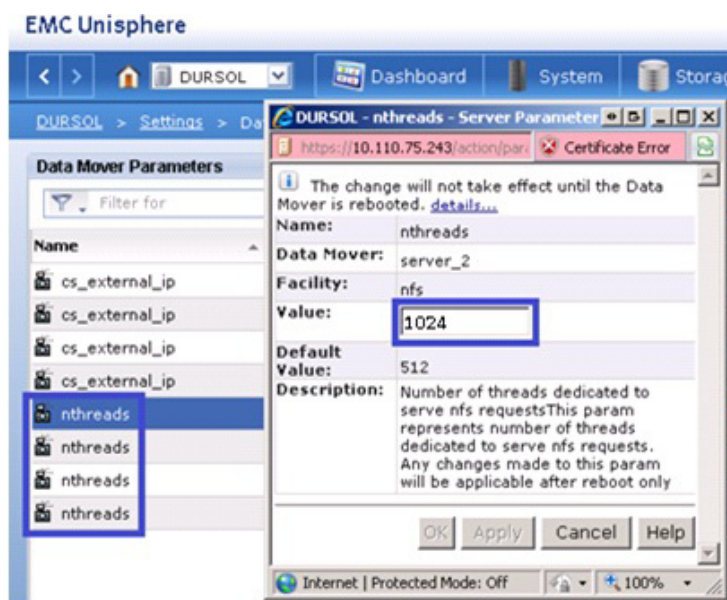 EMC Unisphere
DURSOL
Dashboard
System
Storag
DURSOL > Settings > Da
Data Mover Parameters
Filter for
Name
cs_external_ip
cs_external_ip
cs_external_ip
cs_external_ip
nthreads
nthreads
nthreads
nthreads
DURSOL - nthreads - Server Parameter
https://10.110.75.243/action/par
Certificate Error
The change will not take effect until the Data
Mover is rebooted. details...
Name: nthreads
Data Mover: server_2
Facility: nfs
Value: 1024
Default
Value: 512
Description: Number of threads dedicated to
serve nfs requestsThis param
represents number of threads
dedicated to serve nfs requests.
Any changes made to this param
will be applicable after reboot only
OK Apply Cancel Help
Internet | Protected Mode: Off 100%